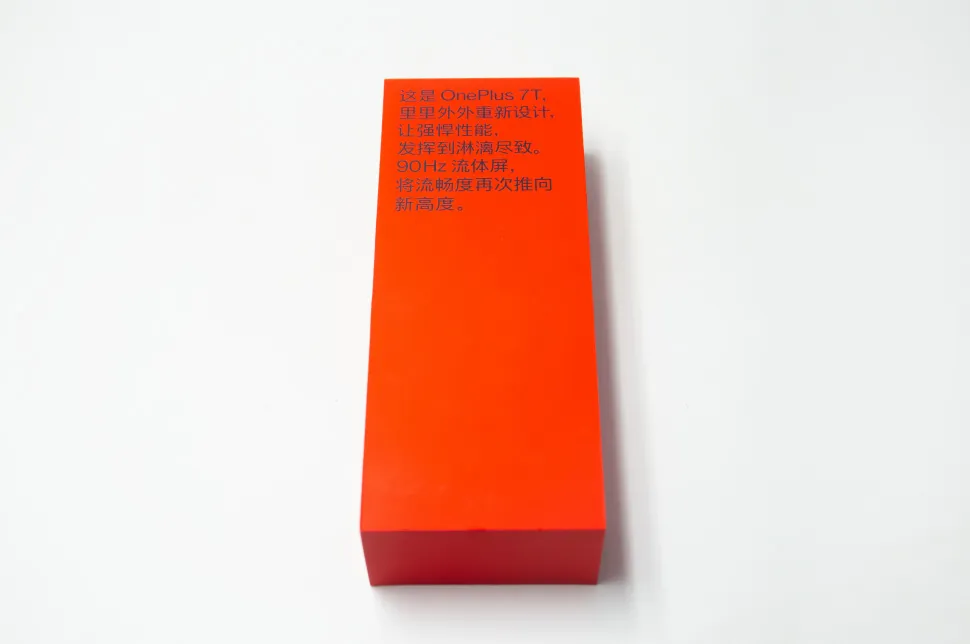 这是 OnePlus 7T,
里里外外重新设计,
让强悍性能,
发挥到淋漓尽致。
90Hz 流体屏,
将流畅度再次推向
新高度。